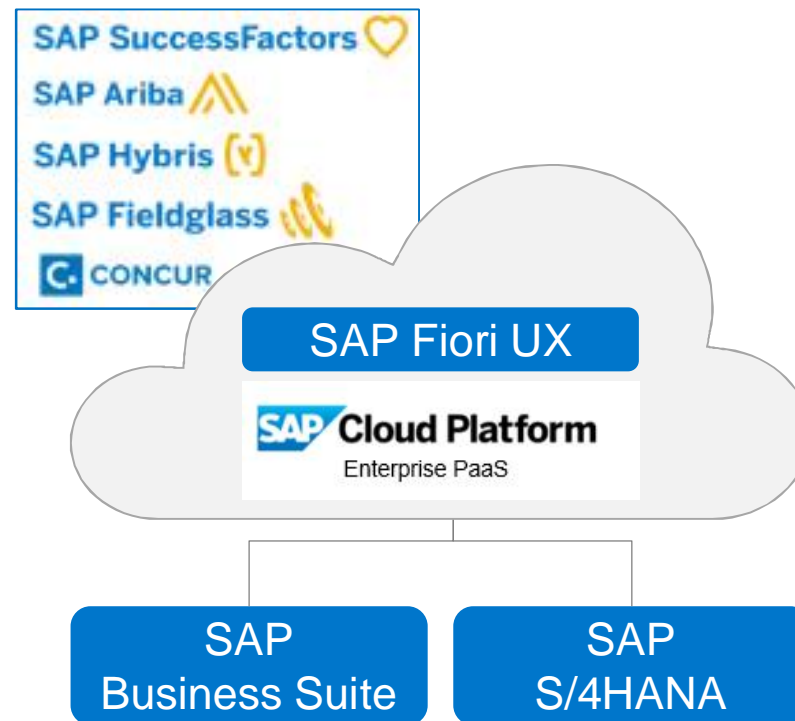 SAP SuccessFactors
SAP Ariba
SAP Hybris
SAP Fieldglass
C. CONCUR
SAP Fiori UX
SAP Cloud Platform
Enterprise PaaS
SAP
Business Suite
SAP
S/4HANA